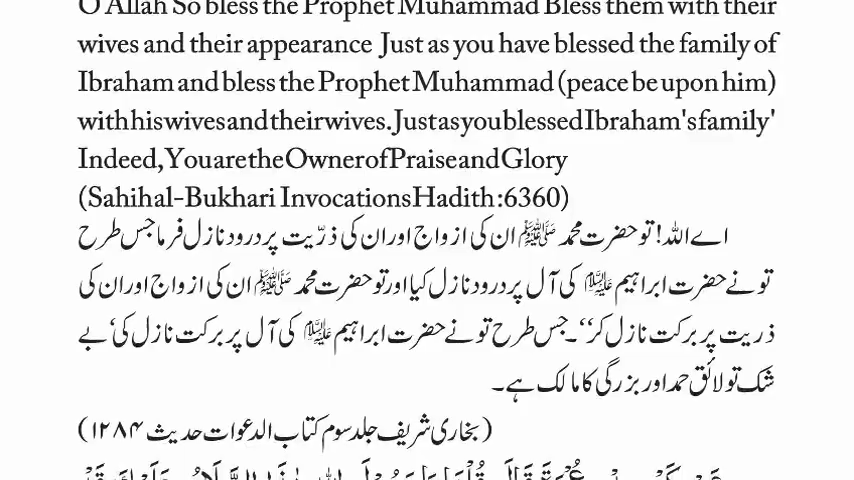 O Allah So bless the Prophet Muhammad Bless them with their
wives and their appearance Just as you have blessed the family of
Ibraham and bless the Prophet Muhammad (peace be upon him)
with his wives and their wives. Just as you blessed Ibraham's family'
Indeed, You are the Owner of Praise and Glory
(Sahih al-Bukhari Invocations Hadith :6360)
اے اللہ! تو حضرت محمد ﷺ ان کی ازواج اور ان کی ذرّیت پر درود نازل فرما جس طرح
تو نے حضرت ابراہیم علیہ السلام کی آل پر درود نازل کیا اور تو حضرت محمد ﷺ ان کی ازواج اور ان کی
ذریت پر برکت نازل کر‘‘۔ جس طرح تو نے حضرت ابراہیم علیہ السلام کی آل پر برکت نازل کی‘ بے
شک تو لائق حمد اور بزرگی کا مالک ہے۔
(بخاری شریف جلد سوم کتاب الدعوات حدیث ۱۲۸۴)